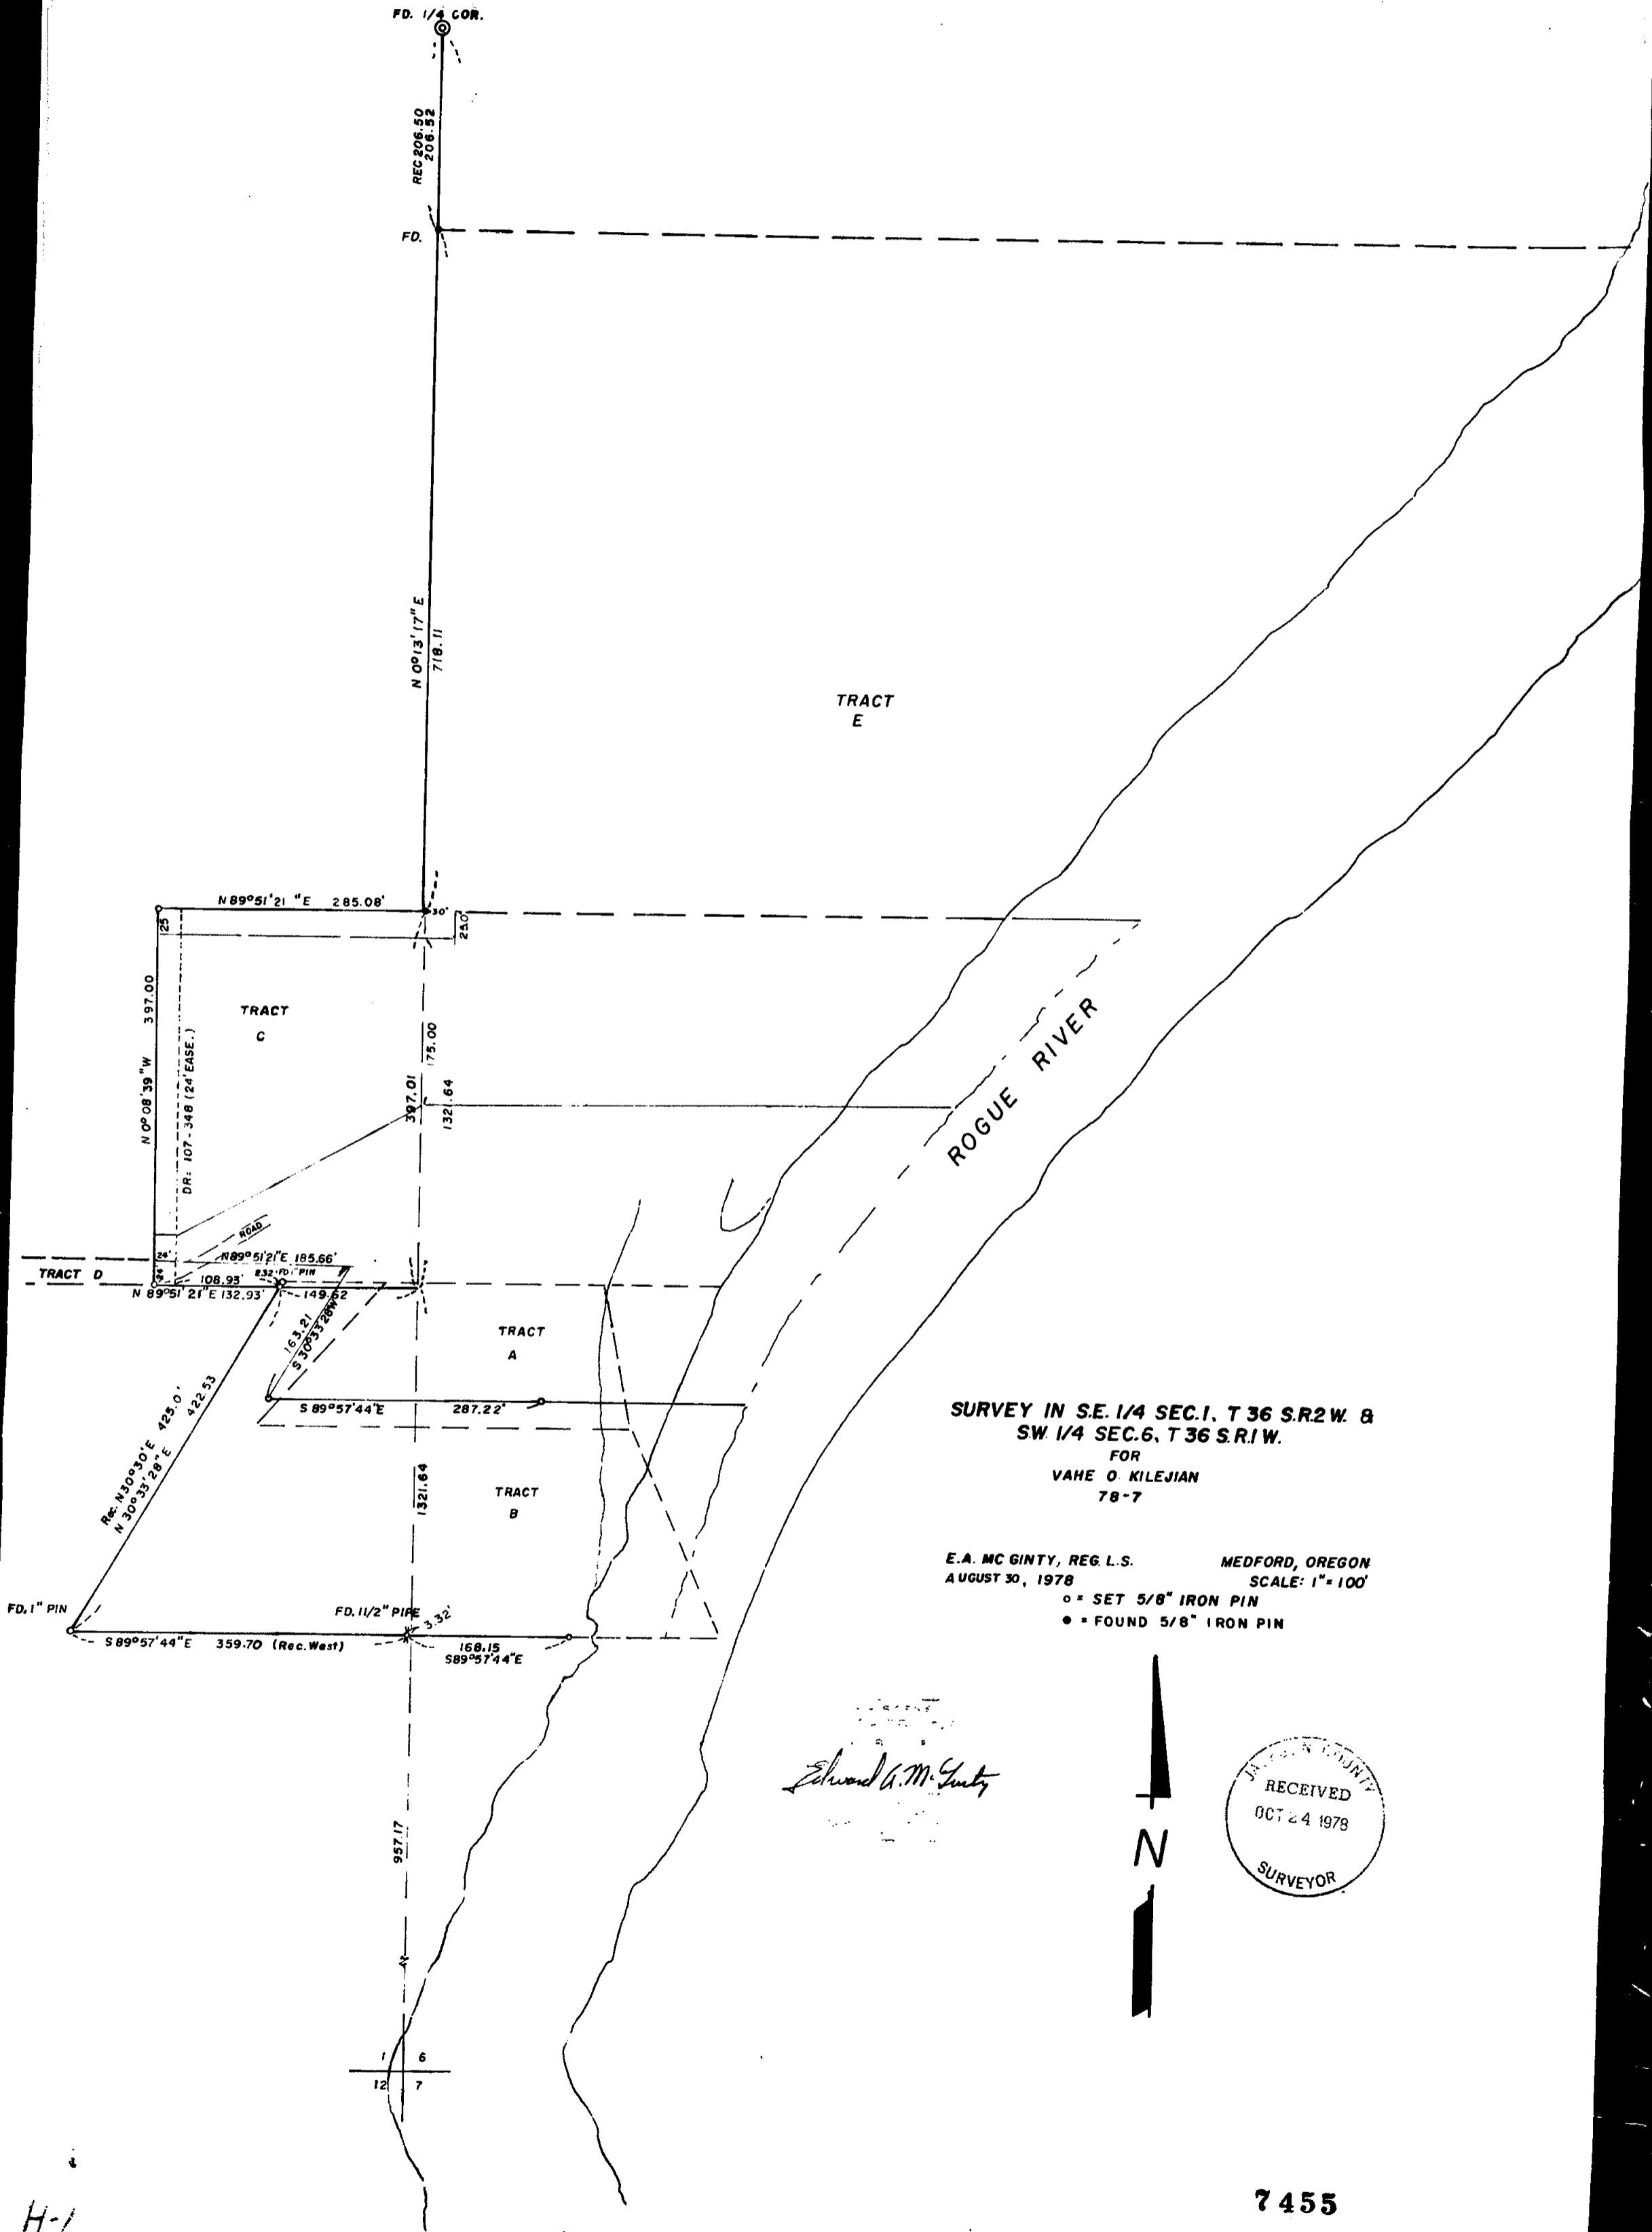 FD. 1/4 COR.
REC 206.50
206.52
FD.
N 0°13'17" E
718.11
TRACT
E
N 89°51'21 "E 285.08'
30'
25
25.0
397.00
N 0°08'39"W
TRACT
C
DR: 107-348 (24'EASE.)
175.00
397.01
1321.64
ROGUE RIVER
ROAD
24'
N89°51'21"E 185.66'
TRACT D
24'
108.93'
2.32' FD 1" PIN
N 89°51'21"E 132.93'
149.62
163.21
S 30°33'28"W
TRACT
A
S 89°57'44"E 287.22'
Rec. N30°30'E 425.0'
422.53
N 30°33'28"E
1321.64
TRACT
B
SURVEY IN S.E. 1/4 SEC.1, T 36 S.R2 W. &
S.W. 1/4 SEC.6, T 36 S.R.1 W.
FOR
VAHE O. KILEJIAN
78-7
E.A. MC GINTY, REG. L.S. MEDFORD, OREGON
AUGUST 30, 1978 SCALE: 1"=100'
o = SET 5/8" IRON PIN
● = FOUND 5/8" IRON PIN
FD. 1" PIN
FD. 1 1/2" PIPE
3.32'
S 89°57'44"E 359.70 (Rec. West)
168.15
S89°57'44"E
Edward A. McGinty
N
JACKSON COUNTY
RECEIVED
OCT 24 1978
SURVEYOR
957.17
1 6
12 7
H-1
7455